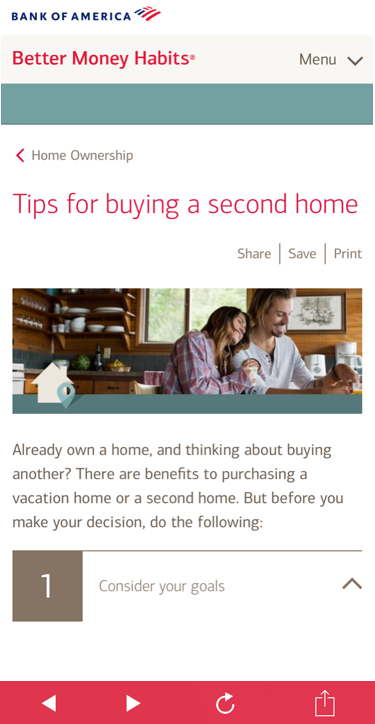 BANK OF AMERICA
Better Money Habits®
Menu
Home Ownership
Tips for buying a second home
Share | Save | Print
Already own a home, and thinking about buying
another? There are benefits to purchasing a
vacation home or a second home. But before you
make your decision, do the following:
1
Consider your goals